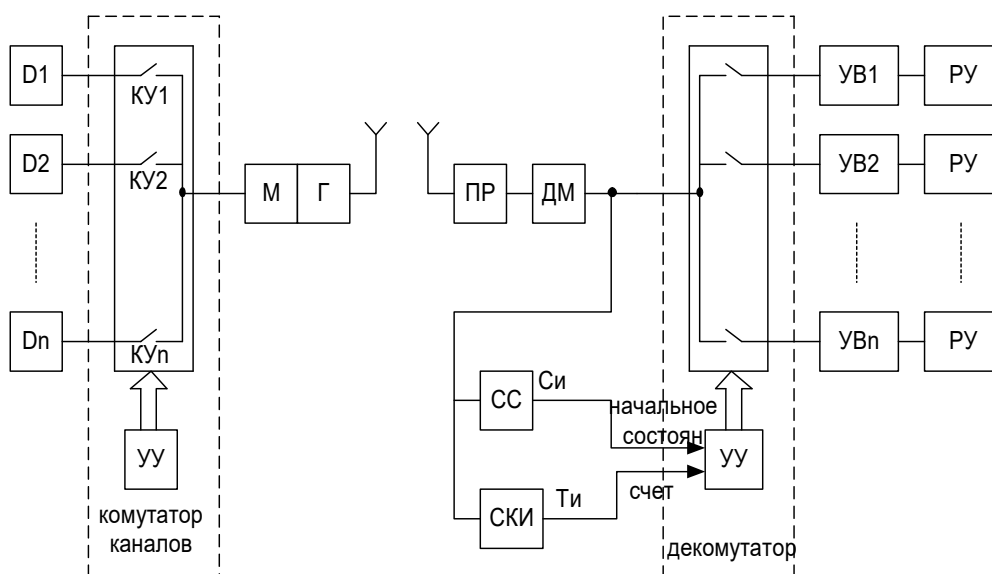 D1
КУ1
УВ1
РУ
D2
КУ2
УВ2
РУ
М
Г
ПР
ДМ
Dn
КУn
УВn
РУ
СС
Си
начальное
состоян
УУ
УУ
СКИ
Ти
счет
комутатор
каналов
декомутатор